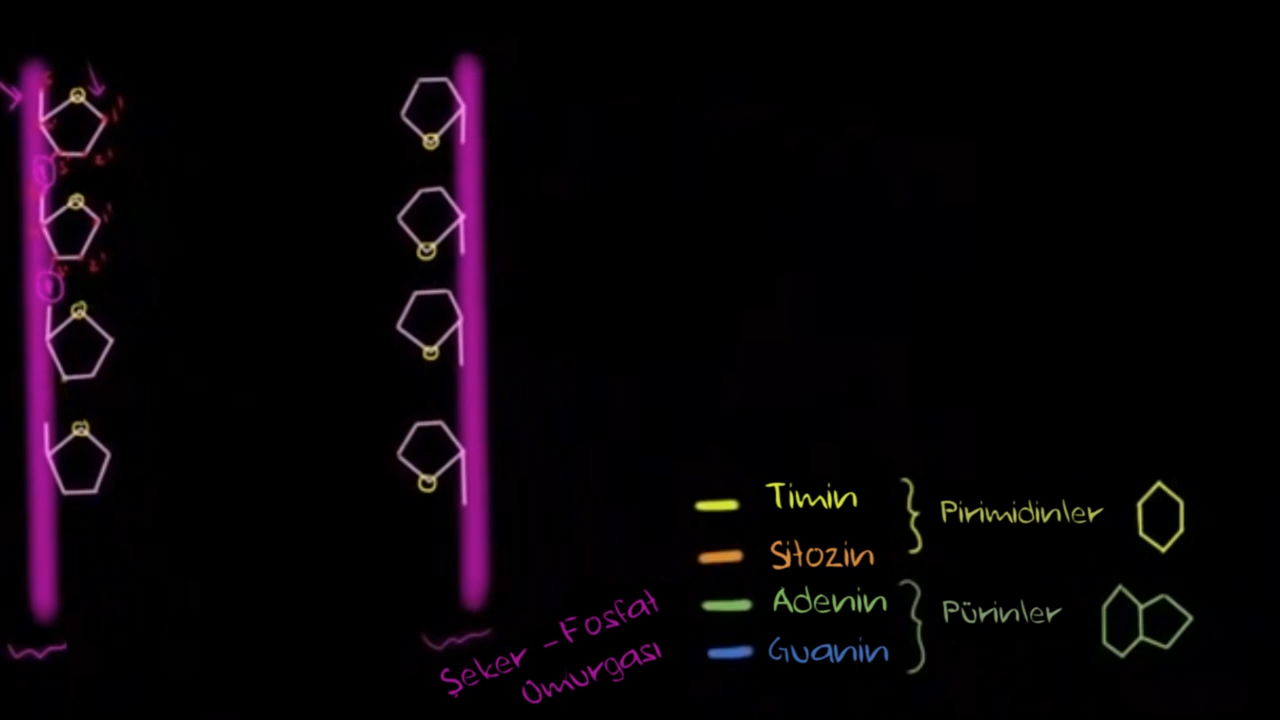 Timin
Pirimidinler
Sitozin
Adenin
Pürinler
Guanin
Şeker - Fosfat
Omurgası